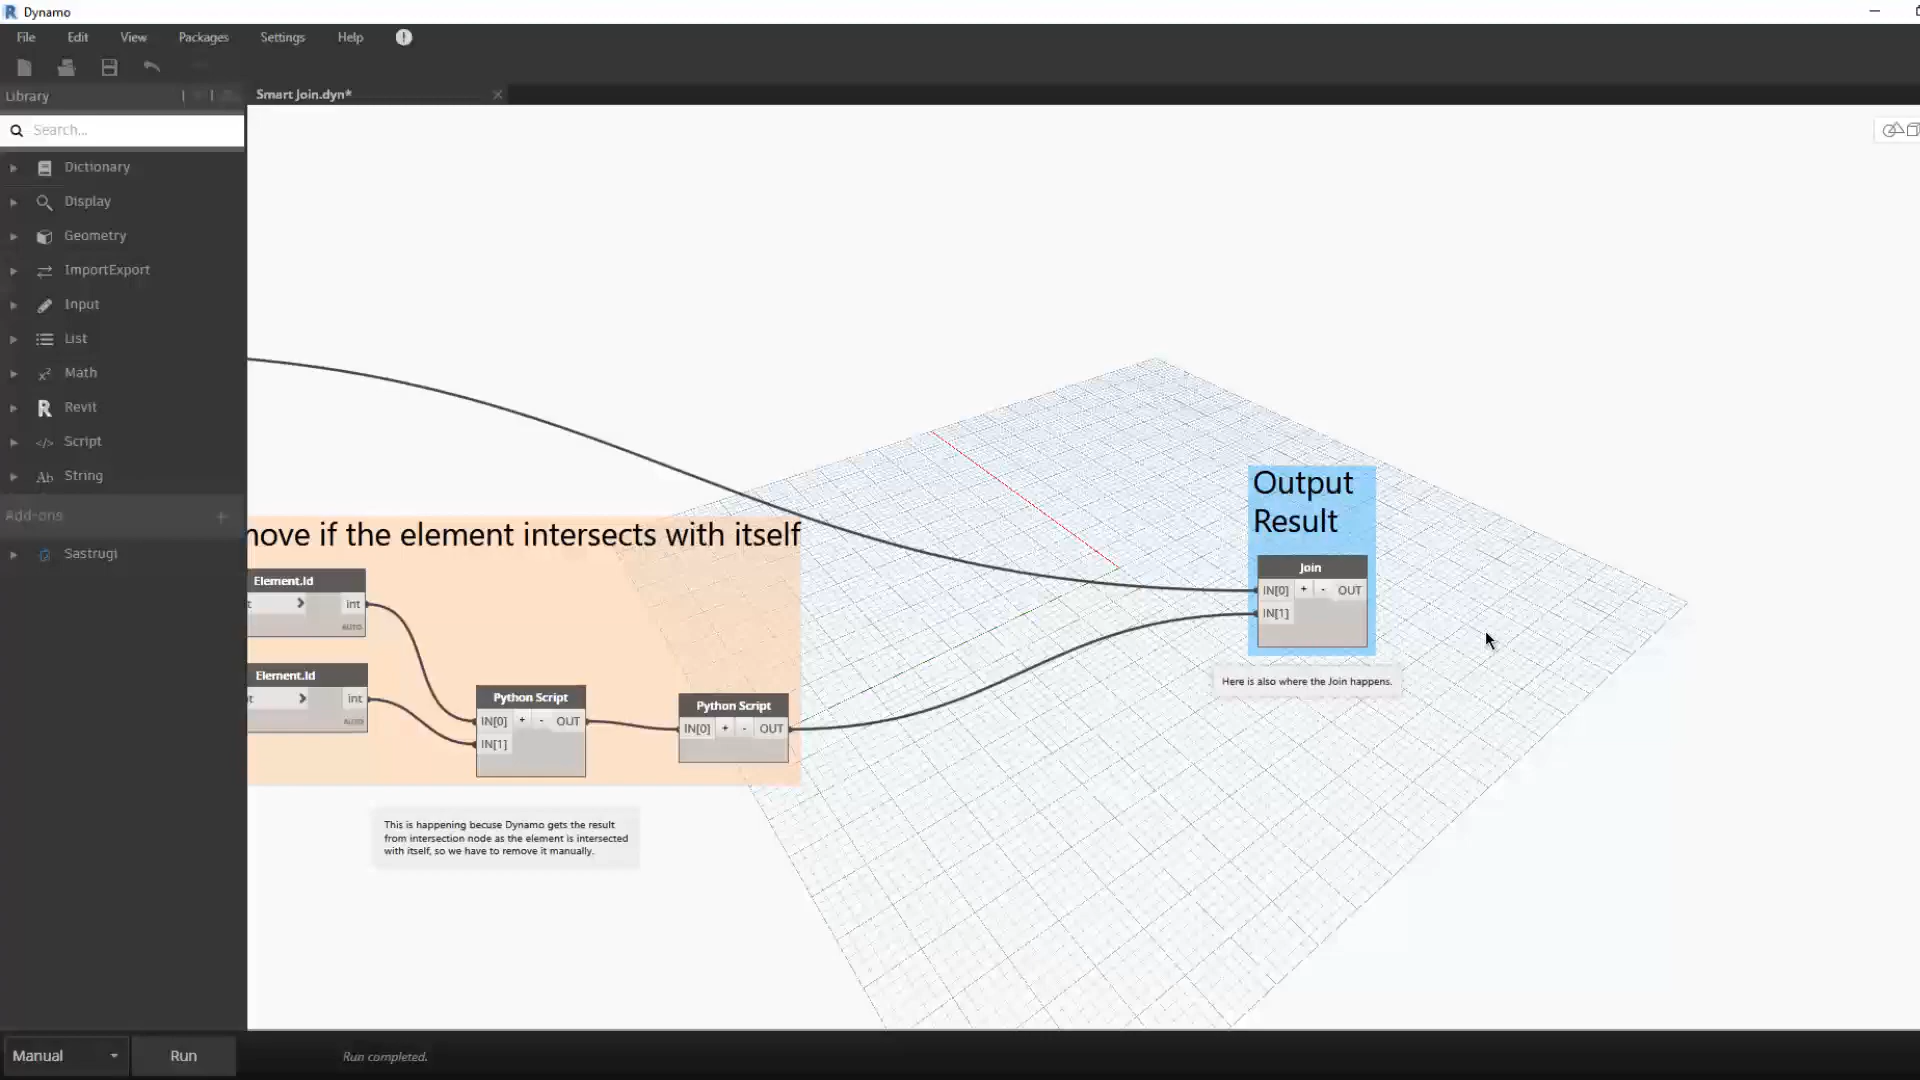 Dynamo
File Edit View Packages Settings Help
Library
Smart Join.dyn*
Search...
Dictionary
Display
Geometry
ImportExport
Input
List
Math
Revit
Script
String
Add-ons
Sastrugi
move if the element intersects with itself
Element.Id
int
AUTO
Element.Id
int
AUTO
Python Script
IN[0] + - OUT
IN[1]
Python Script
IN[0] + - OUT
This is happening becuse Dynamo gets the result
from intersection node as the element is intersected
with itself, so we have to remove it manually.
Output
Result
Join
IN[0] + - OUT
IN[1]
Here is also where the Join happens.
Manual
Run
Run completed.